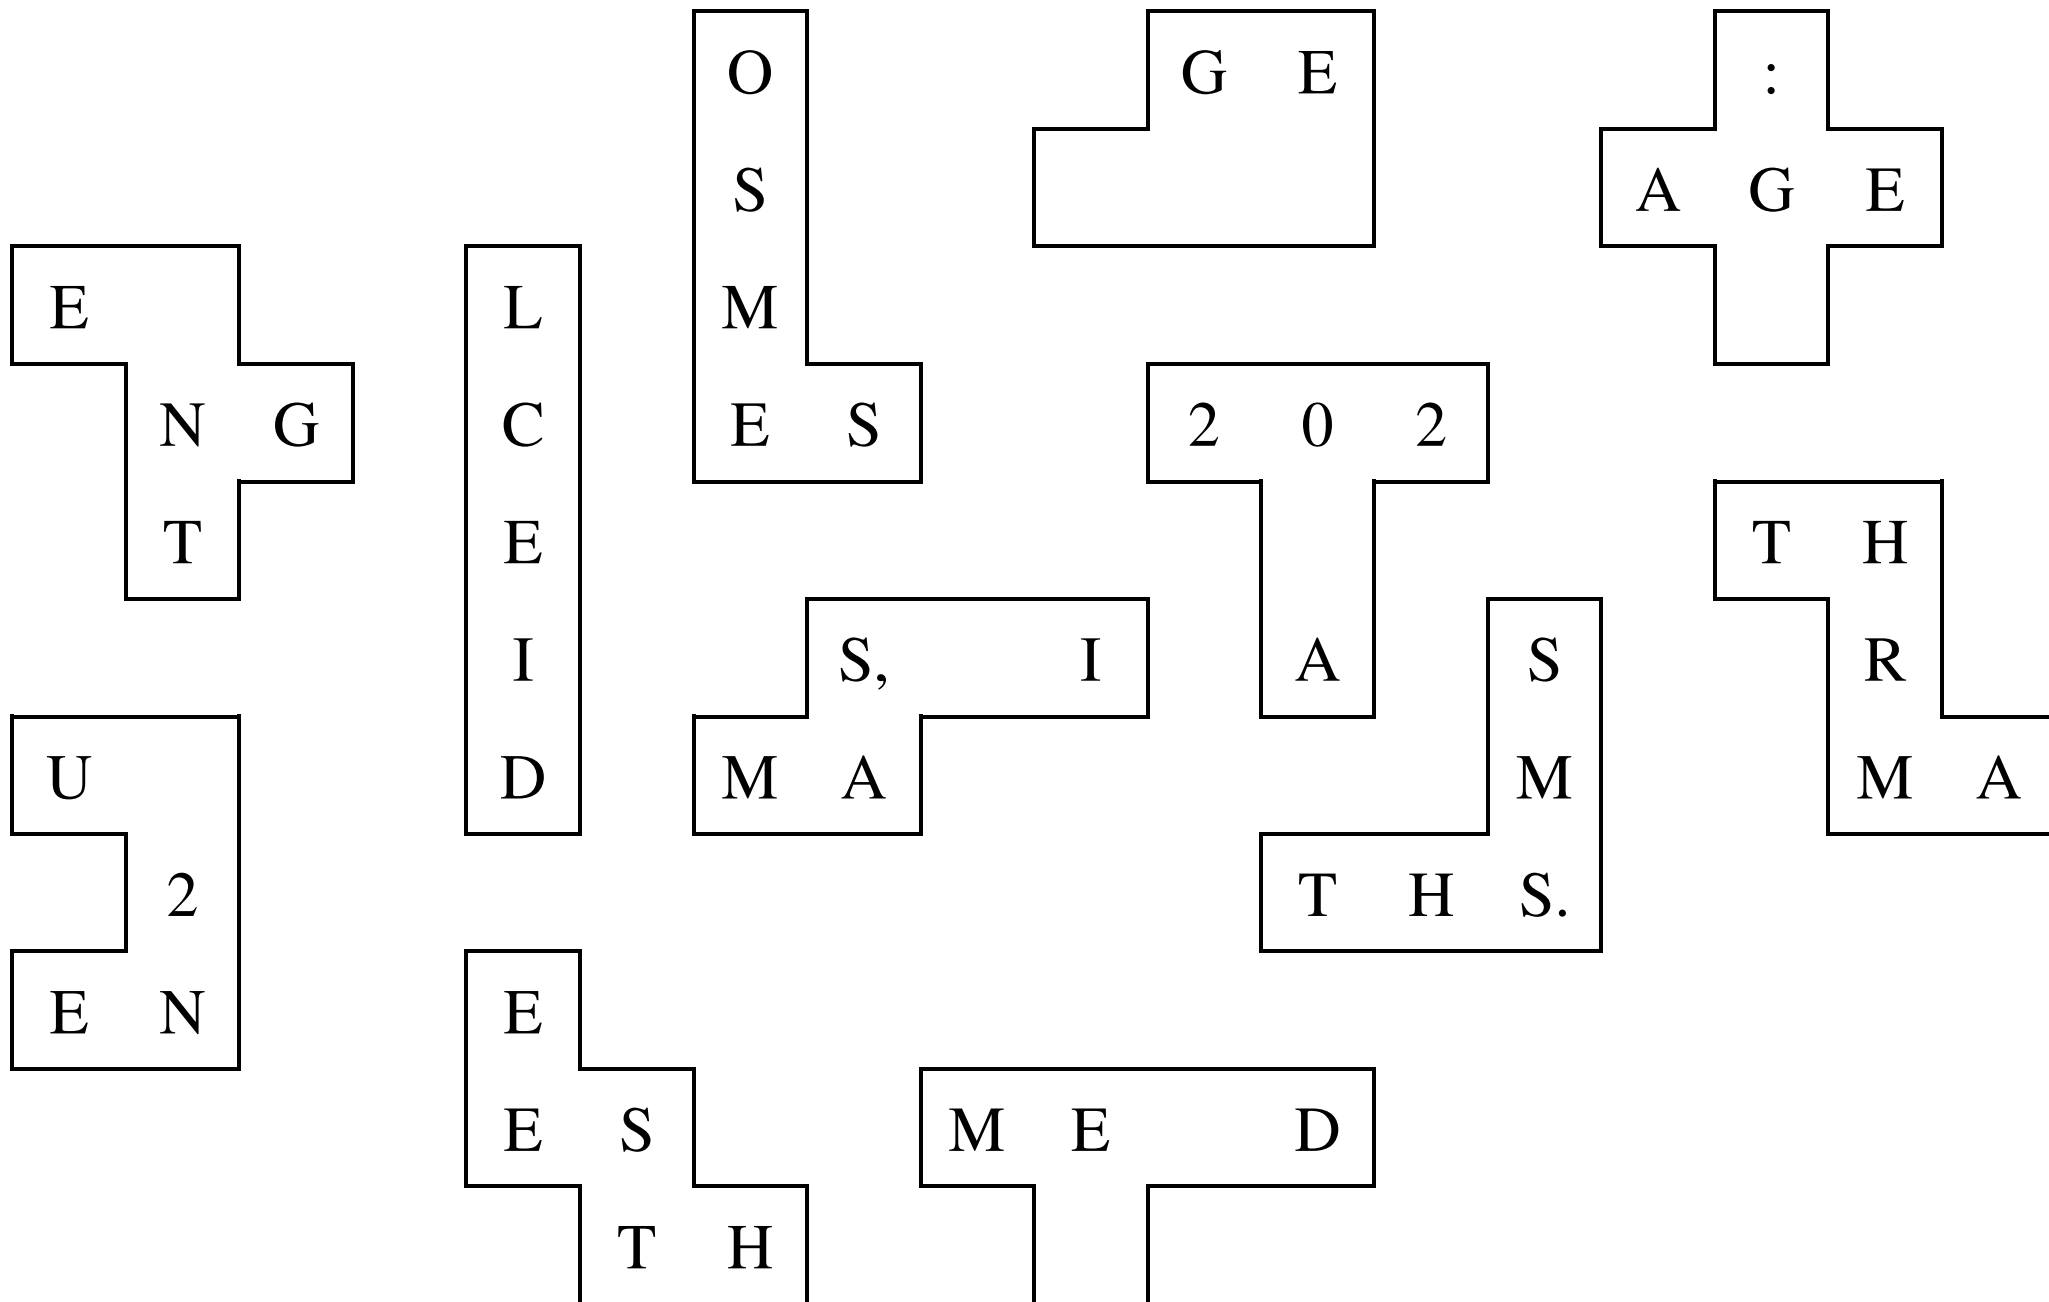 O G E :
S A G E
E L M
N G C E S 2 0 2
T E T H
I S, I A S R
U D M A M M A
2 T H S.
E N E
E S M E D
T H